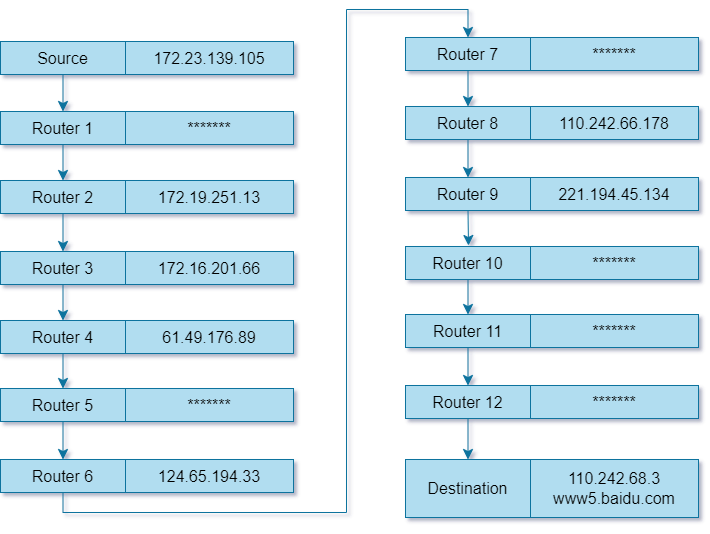 Source 172.23.139.105
Router 1 *******
Router 2 172.19.251.13
Router 3 172.16.201.66
Router 4 61.49.176.89
Router 5 *******
Router 6 124.65.194.33
Router 7 *******
Router 8 110.242.66.178
Router 9 221.194.45.134
Router 10 *******
Router 11 *******
Router 12 *******
Destination 110.242.68.3
www5.baidu.com